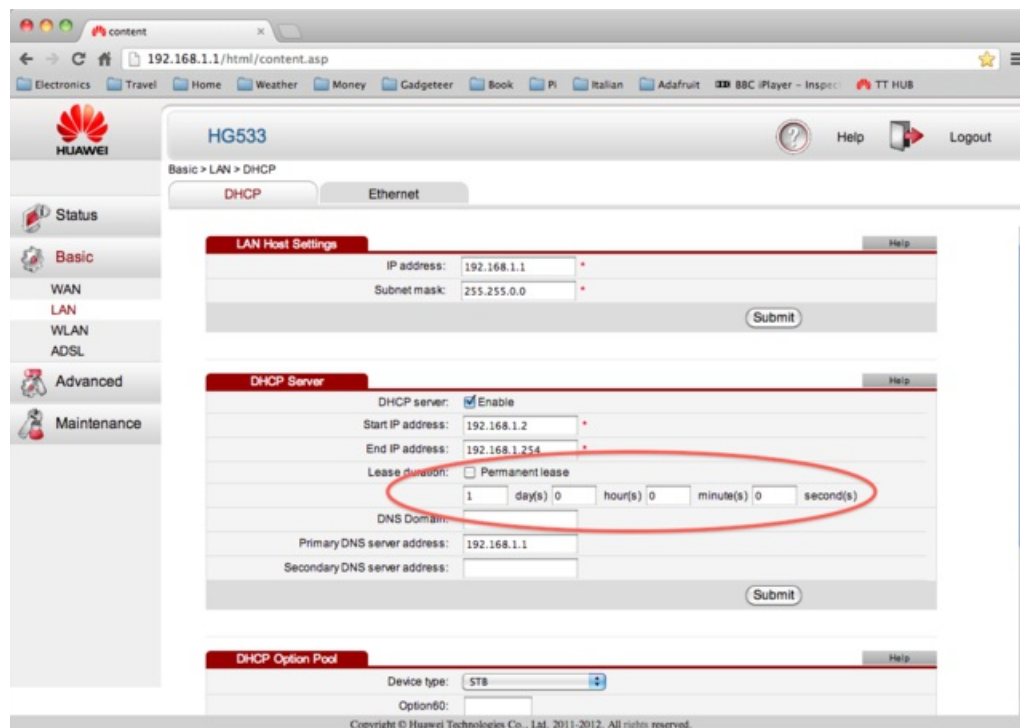 content
192.168.1.1/html/content.asp
Electronics Travel Home Weather Money Gadgeteer Book Pi Italian Adafruit BBC iPlayer – Inspec TT HUB
HUAWEI
HG533
Help Logout
Basic > LAN > DHCP
DHCP Ethernet
Status
Basic
WAN
LAN
WLAN
ADSL
Advanced
Maintenance
LAN Host Settings Help
IP address: 192.168.1.1 *
Subnet mask: 255.255.0.0 *
Submit
DHCP Server Help
DHCP server: Enable
Start IP address: 192.168.1.2 *
End IP address: 192.168.1.254 *
Lease duration: Permanent lease
1 day(s) 0 hour(s) 0 minute(s) 0 second(s)
DNS Domain:
Primary DNS server address: 192.168.1.1
Secondary DNS server address:
Submit
DHCP Option Pool Help
Device type: STB
Option60:
Copyright © Huawei Technologies Co., Ltd. 2011-2012. All rights reserved.